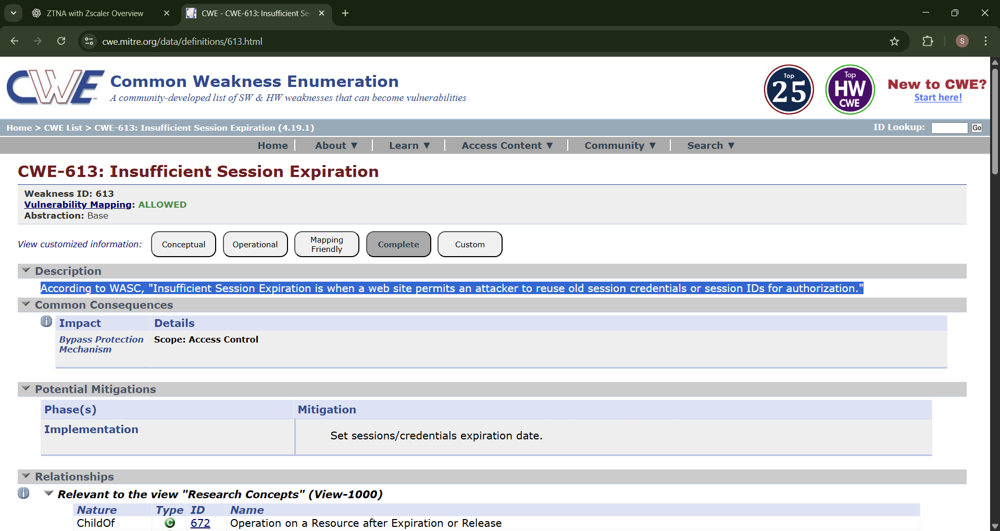 ZTNA with Zscaler Overview
CWE - CWE-613: Insufficient Se
cwe.mitre.org/data/definitions/613.html
S
CWE
Common Weakness Enumeration
A community-developed list of SW & HW weaknesses that can become vulnerabilities
Top
25
Top
HW
CWE
New to CWE?
Start here!
Home > CWE List > CWE-613: Insufficient Session Expiration (4.19.1)
ID Lookup:
Go
Home
About ▼
Learn ▼
Access Content ▼
Community ▼
Search ▼
CWE-613: Insufficient Session Expiration
Weakness ID: 613
Vulnerability Mapping: ALLOWED
Abstraction: Base
View customized information:
Conceptual
Operational
Mapping
Friendly
Complete
Custom
Description
According to WASC, "Insufficient Session Expiration is when a web site permits an attacker to reuse old session credentials or session IDs for authorization."
Common Consequences
Impact Details
Bypass Protection Scope: Access Control
Mechanism
Potential Mitigations
Phase(s) Mitigation
Implementation
Set sessions/credentials expiration date.
Relationships
Relevant to the view "Research Concepts" (View-1000)
Nature Type ID Name
ChildOf C 672 Operation on a Resource after Expiration or Release